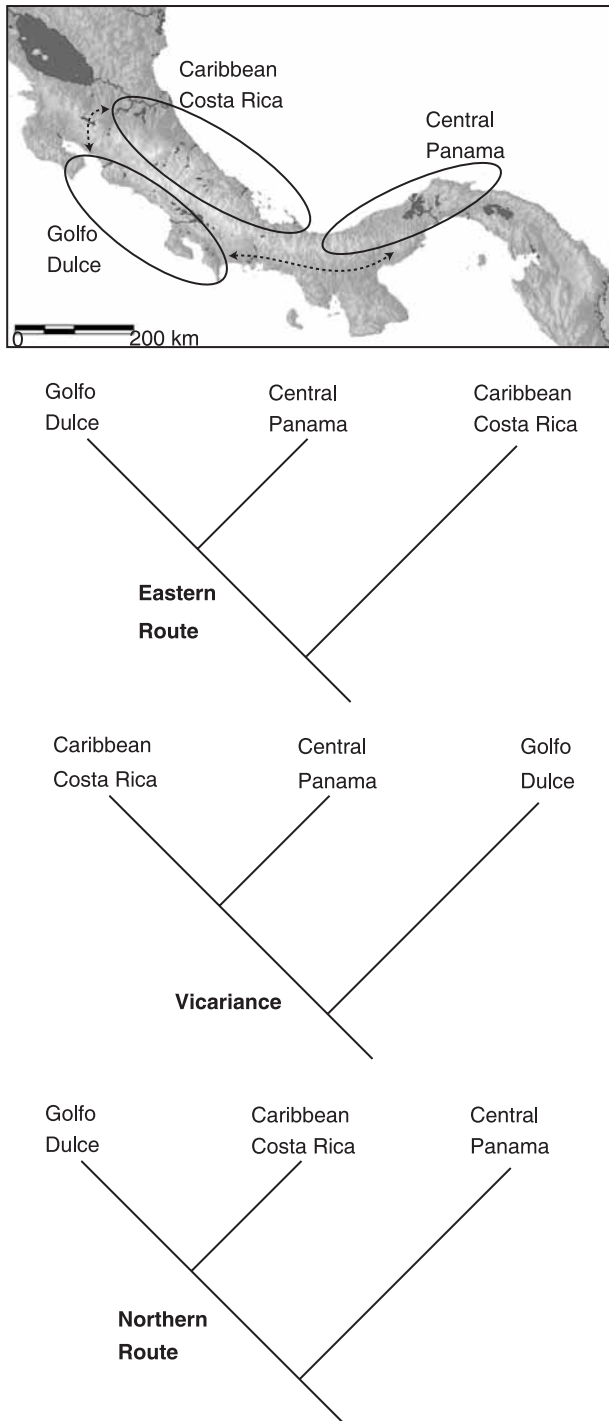 Caribbean
Costa Rica
Central
Panama
Golfo
Dulce
0 200 km
Golfo
Dulce
Central
Panama
Caribbean
Costa Rica
Eastern
Route
Caribbean
Costa Rica
Central
Panama
Golfo
Dulce
Vicariance
Golfo
Dulce
Caribbean
Costa Rica
Central
Panama
Northern
Route